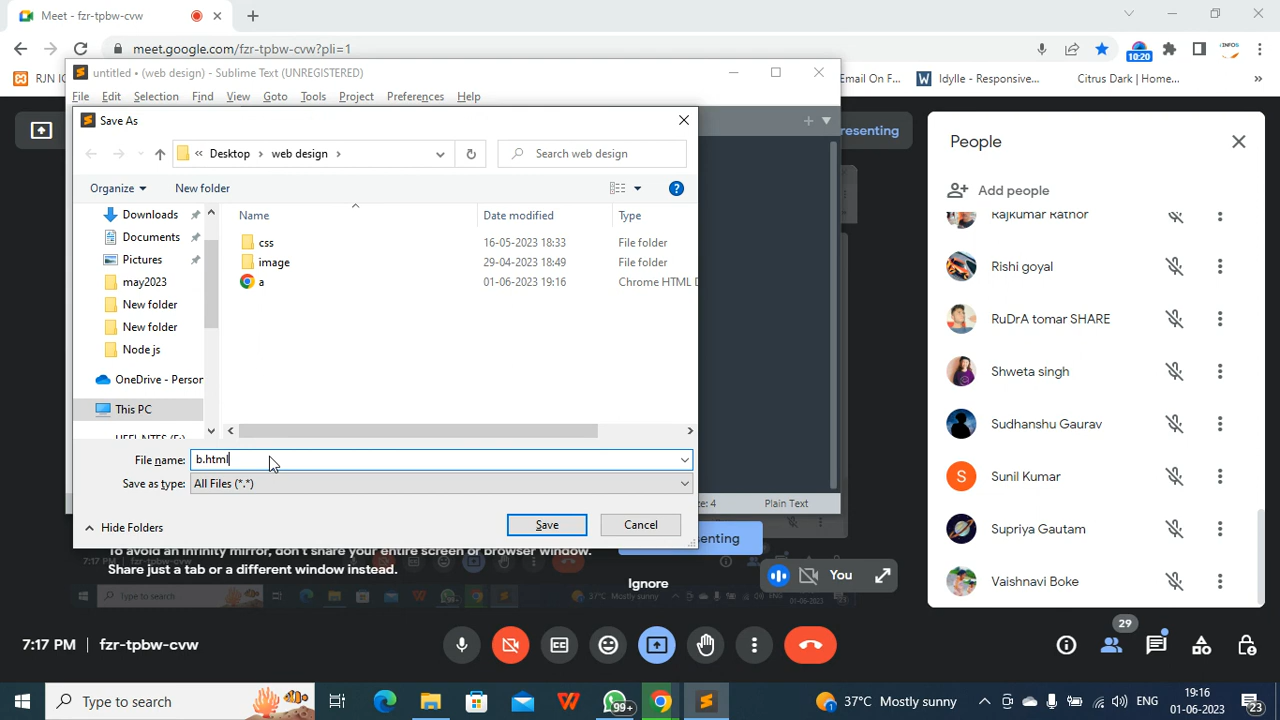 Meet - fzr-tpbw-cvw
meet.google.com/fzr-tpbw-cvw?pli=1
10:20
RJN IC
Email On F...
Idylle - Responsive...
Citrus Dark | Home...
untitled • (web design) - Sublime Text (UNREGISTERED)
File Edit Selection Find View Goto Tools Project Preferences Help
Save As
« Desktop › web design ›
Search web design
Organize
New folder
Name
Date modified
Type
Downloads
Documents
Pictures
may2023
New folder
New folder
Node js
OneDrive - Person
This PC
css 16-05-2023 18:33 File folder
image 29-04-2023 18:49 File folder
a 01-06-2023 19:16 Chrome HTML D
File name: b.html
Save as type: All Files (*.*)
Hide Folders
Save
Cancel
Plain Text
To avoid an infinity mirror, don't share your entire screen or browser window.
Share just a tab or a different window instead.
Ignore
You
People
Add people
Rajkumar Rathor
Rishi goyal
RuDrA tomar SHARE
Shweta singh
Sudhanshu Gaurav
Sunil Kumar
Supriya Gautam
Vaishnavi Boke
7:17 PM | fzr-tpbw-cvw
29
Type to search
99+
37°C Mostly sunny
ENG
19:16
01-06-2023
23